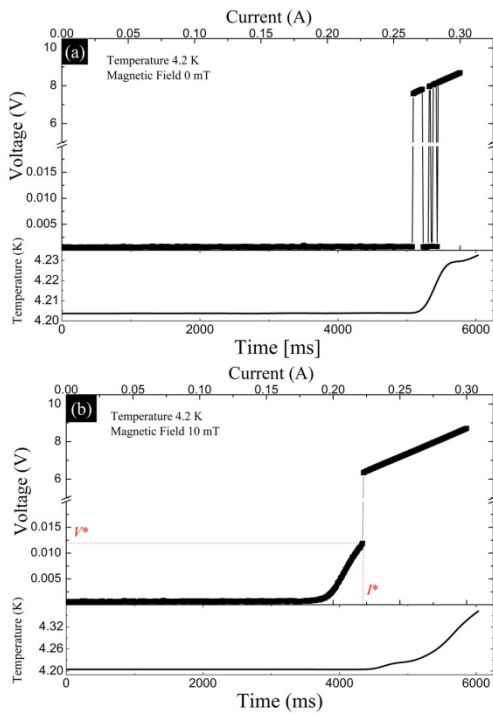 Current (A)
0.00 0.05 0.10 0.15 0.20 0.25 0.30
(a)
Temperature 4.2 K
Magnetic Field 0 mT
Voltage (V)
10
8
6
0.015
0.010
0.005
Temperature (K)
4.23
4.22
4.21
4.20
0 2000 4000 6000
Time [ms]
Current (A)
0.00 0.05 0.10 0.15 0.20 0.25 0.30
(b)
Temperature 4.2 K
Magnetic Field 10 mT
Voltage (V)
10
8
6
0.015
V*
0.010
0.005
I*
Temperature (K)
4.32
4.28
4.24
4.20
0 2000 4000 6000
Time (ms)